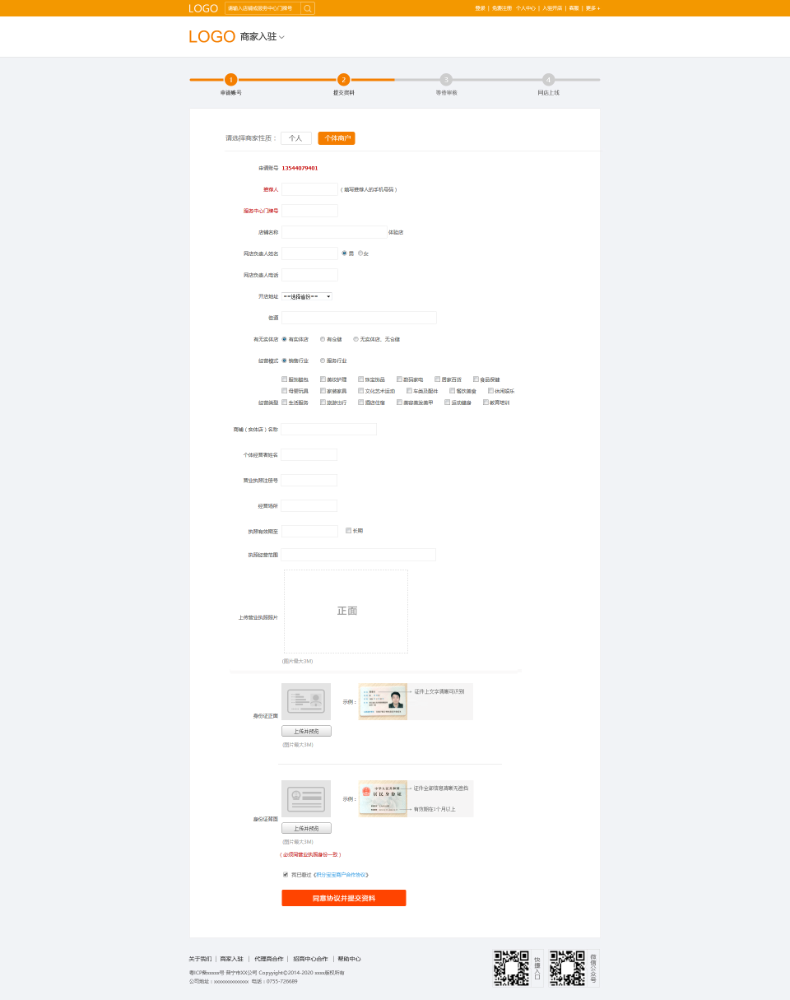 LOGO 请输入店铺或服务中心门牌号
登录 | 免费注册 个人中心 | 入驻开店 | 客服 | 更多+
LOGO 商家入驻
1 2 3 4
申请账号 提交资料 等待审核 网店上线
请选择商家性质： 个人 个体商户
申请账号 13544079401
推荐人 （填写推荐人的手机号码）
服务中心门牌号
店铺名称 体验店
网店负责人姓名 男 女
网店负责人电话
开店地址 ==选择省份==
街道
有无实体店 有实体店 有仓储 无实体店、无仓储
经营模式 销售行业 服务行业
服饰鞋包 美妆护理 珠宝饰品 数码家电 居家百货 食品保健
母婴玩具 家装家具 文化艺术运动 车类及配件 餐饮美食 休闲娱乐
经营类型 生活服务 旅游出行 酒店住宿 美容美发美甲 运动健身 教育培训
商铺（实体店）名称
个体经营者姓名
营业执照注册号
经营场所
执照有效期至 长期
执照经营范围
上传营业执照照片 正面
(图片最大3M)
身份证正面 示例： 证件上文字清晰可识别
上传并预览
(图片最大3M)
身份证背面 示例： 中华人民共和国
居民身份证
证件全部信息清晰无遮挡
有效期在1个月以上
上传并预览
(图片最大3M)
（必须同营业执照身份一致）
我已看过《积分宝宝商户合作协议》
同意协议并提交资料
关于我们 | 商家入驻 | 代理商合作 | 招商中心合作 | 帮助中心
粤ICP备xxxxx号 普宁市XX公司 Copyyight©2014-2020 xxxx版权所有
公司地址：xxxxxxxxxxxxxx 电话：0755-726689
快捷入口
微信公众号